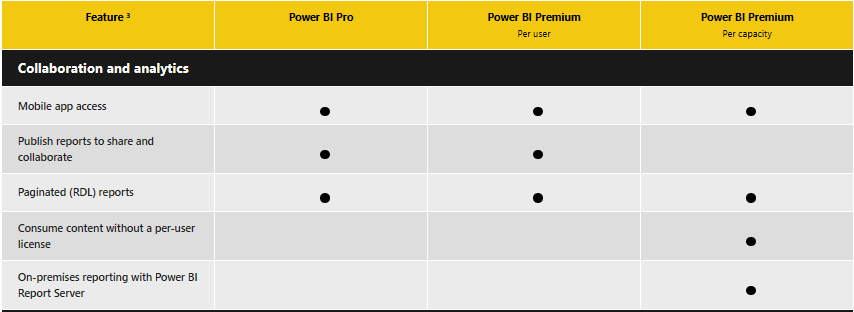 Feature ³ Power BI Pro Power BI Premium Power BI Premium
Per user Per capacity
Collaboration and analytics
Mobile app access ● ● ●
Publish reports to share and
collaborate ● ●
Paginated (RDL) reports ● ● ●
Consume content without a per-user
license ●
On-premises reporting with Power BI
Report Server ●